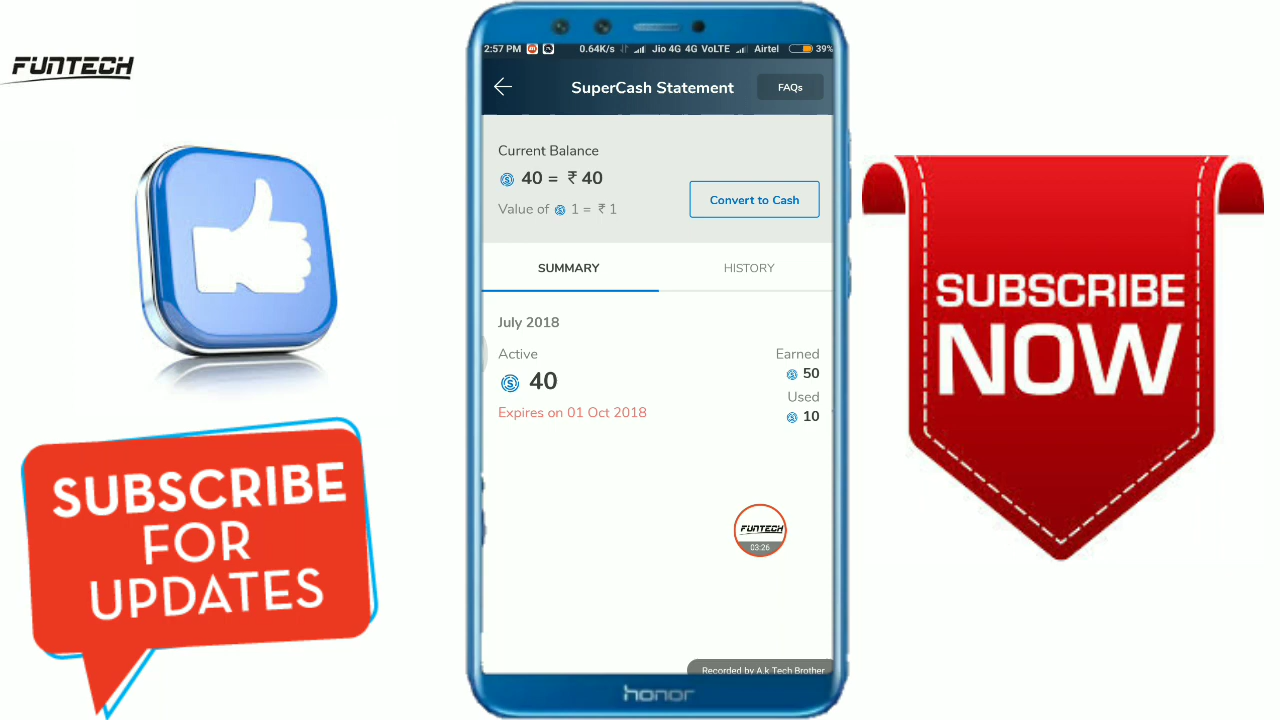 FUNTECH
SUBSCRIBE
FOR
UPDATES
2:57 PM 0.64K/s Jio 4G 4G VoLTE Airtel 39%
SuperCash Statement FAQs
Current Balance
40 = ₹ 40
Convert to Cash
Value of 1 = ₹ 1
SUMMARY HISTORY
July 2018
Active Earned
40 50
Used
Expires on 01 Oct 2018 10
FUNTECH
03:26
Recorded by A.k Tech Brother
honor
SUBSCRIBE
NOW